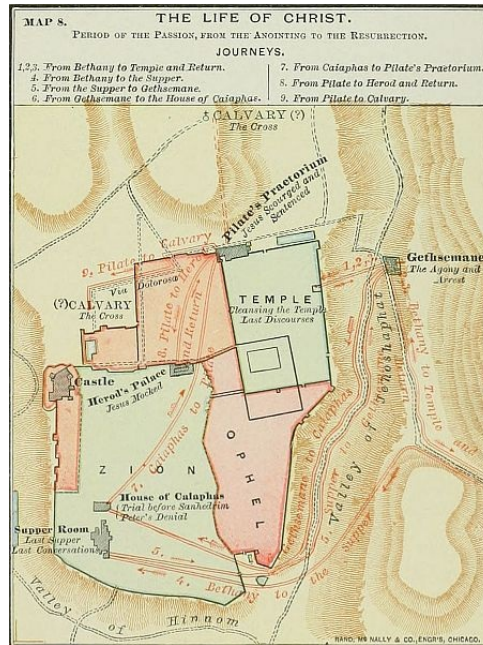 MAP 8.
THE LIFE OF CHRIST.
PERIOD OF THE PASSION, FROM THE ANOINTING TO THE RESURRECTION.
JOURNEYS.
1,2,3. From Bethany to Temple and Return.
4. From Bethany to the Supper.
5. From the Supper to Gethsemane.
6. From Gethsemane to the House of Caiaphas.
7. From Caiaphas to Pilate's Praetorium.
8. From Pilate to Herod and Return.
9. From Pilate to Calvary.
CALVARY (?)
The Cross
Pilate's Praetorium
Jesus Scourged and
Sentenced
9. Pilate to Calvary
Via
Dolorosa
(?) CALVARY
The Cross
8. Pilate to Herod
and Return
TEMPLE
Cleansing the Temple
Last Discourses
1, 2, 3.
Gethsemane
The Agony and
Arrest
Bethany to Temple and
Return
Castle
Herod's Palace
Jesus Mocked
7. Caiaphas to Pilate
ZION
OPHEL
House of Caiaphas
Trial before Sanhedrim
Peter's Denial
Supper Room
Last Supper
Last Conversations
Gethsemane to Caiaphas
Supper to
Valley of Jehoshaphat
5.
4. Bethany to the Supper
Valley of Hinnom
RAND, McNALLY & CO., ENGR'S, CHICAGO.